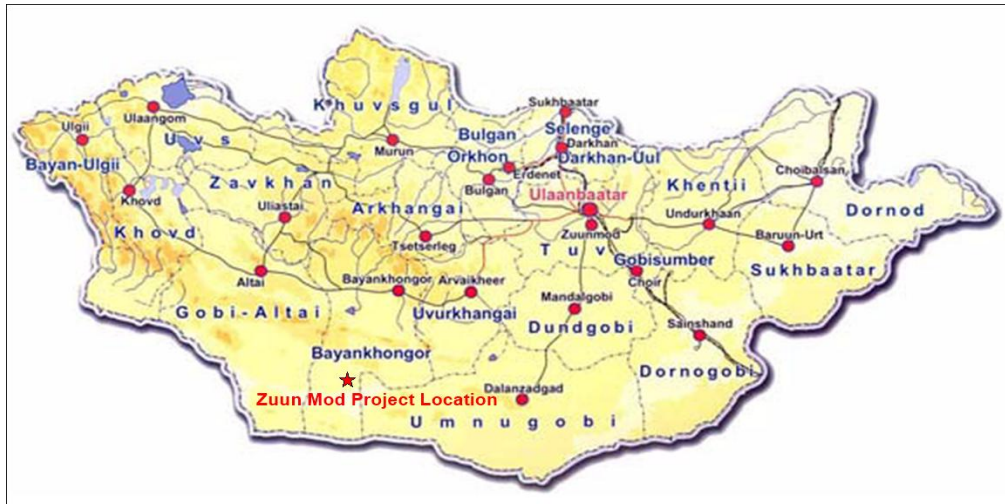 Khuvsgul
Sukhbaatar
Ulaangom
Ulgii
Uvs
Bulgan
Selenge
Murun
Darkhan
Bayan-Ulgii
Orkhon
Darkhan-Uul
Erdenet
Choibalsan
Zavkhan
Bulgan
Khentii
Khovd
Ulaanbaatar
Uliastai
Arkhangai
Undurkhaan
Dornod
Khovd
Zuunmod
Baruun-Urt
Tsetserleg
Tuv
Gobisumber
Sukhbaatar
Altai
Bayankhongor
Arvaikheer
Choir
Mandalgobi
Gobi-Altai
Uvurkhangai
Dundgobi
Sainshand
Bayankhongor
Dornogobi
Dalanzadgad
Zuun Mod Project Location
Umnugobi